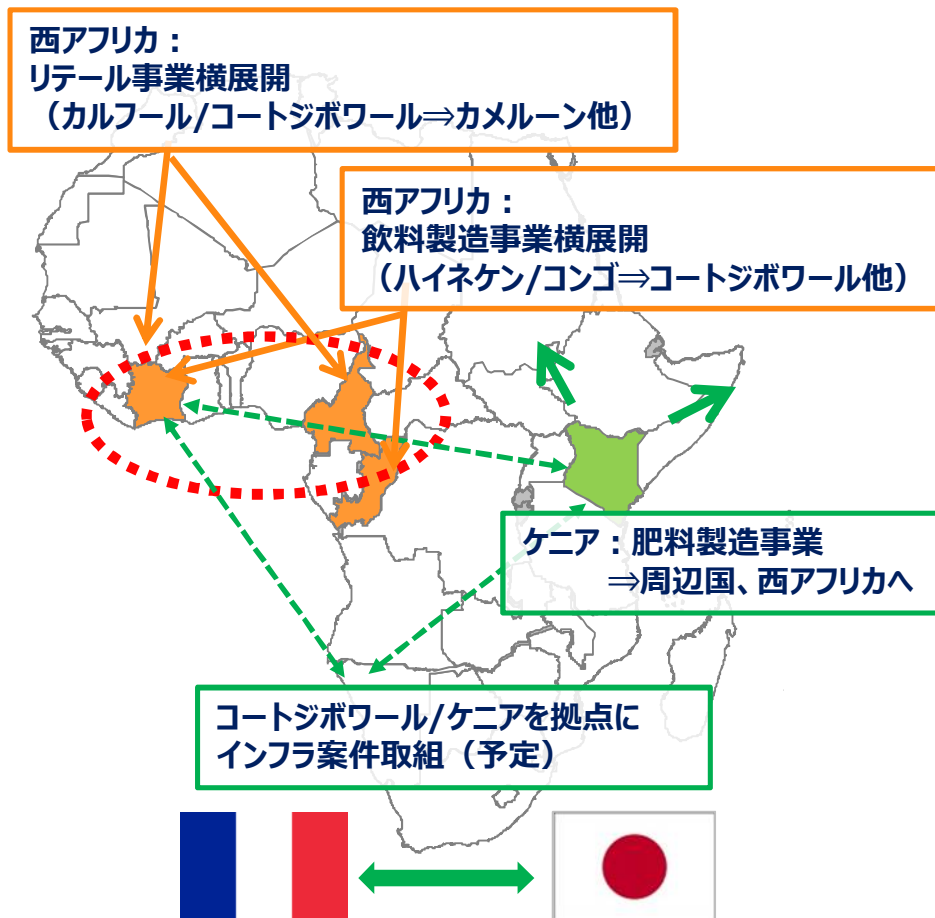 西アフリカ：
リテール事業横展開
（カルフール/コートジボワール⇒カメルーン他）
西アフリカ：
飲料製造事業横展開
（ハイネケン/コンゴ⇒コートジボワール他）
ケニア：肥料製造事業
⇒周辺国、西アフリカへ
コートジボワール/ケニアを拠点に
インフラ案件取組（予定）